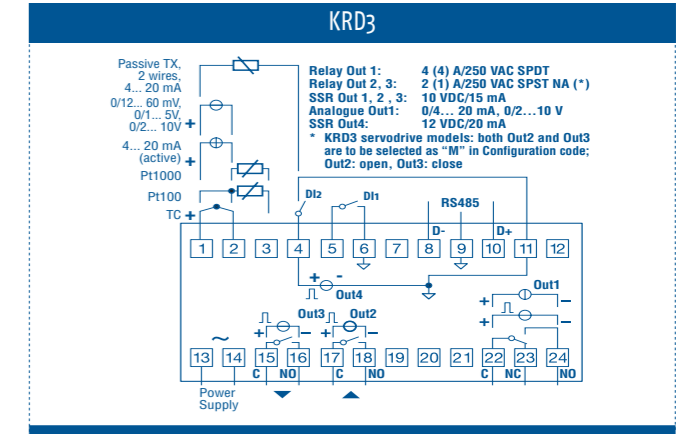 KRD3
Passive TX,
2 wires,
4... 20 mA
0/12... 60 mV,
0/1... 5V,
0/2... 10V
+
4... 20 mA
(active)
+
Pt1000
Pt100
TC +
Relay Out 1: 4 (4) A/250 VAC SPDT
Relay Out 2, 3: 2 (1) A/250 VAC SPST NA (*)
SSR Out 1, 2 , 3: 10 VDC/15 mA
Analogue Out1: 0/4... 20 mA, 0/2...10 V
SSR Out4: 12 VDC/20 mA
* KRD3 servodrive models: both Out2 and Out3
are to be selected as “M” in Configuration code;
Out2: open, Out3: close
DI2 DI1 RS485
D- D+
1 2 3 4 5 6 7 8 9 10 11 12
+ -
Out4
Out1
+ −
+ −
~
Out3 Out2
+ − + −
13 14 15 16 17 18 19 20 21 22 23 24
C NO C NO C NC NO
Power
Supply